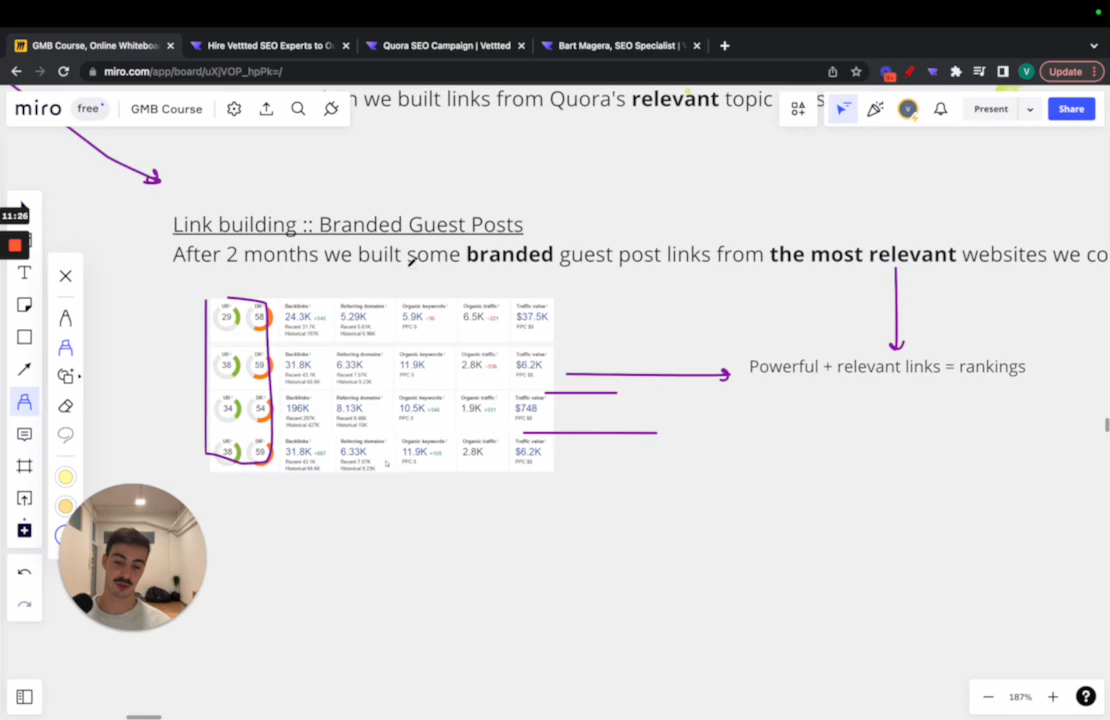 GMB Course, Online Whiteboa
Hire Vettted SEO Experts to O
Quora SEO Campaign | Vettted
Bart Magera, SEO Specialist |
miro.com/app/board/uXjVOP_hpPk=/
V
Update
n we built links from Quora's relevant topic
miro
free
GMB Course
V
Present
Share
11:26
T
Link building :: Branded Guest Posts
After 2 months we built some branded guest post links from the most relevant websites we co
29 58 Backlinks 24.3K Referring domains 5.29K Organic keywords 5.9K Organic traffic 6.5K Traffic value $37.5K
38 59 Backlinks 31.8K Referring domains 6.33K Organic keywords 11.9K Organic traffic 2.8K Traffic value $6.2K
Powerful + relevant links = rankings
34 54 Backlinks 196K Referring domains 8.13K Organic keywords 10.5K Organic traffic 1.9K Traffic value $748
38 59 Backlinks 31.8K Referring domains 6.33K Organic keywords 11.9K Organic traffic 2.8K Traffic value $6.2K
187%